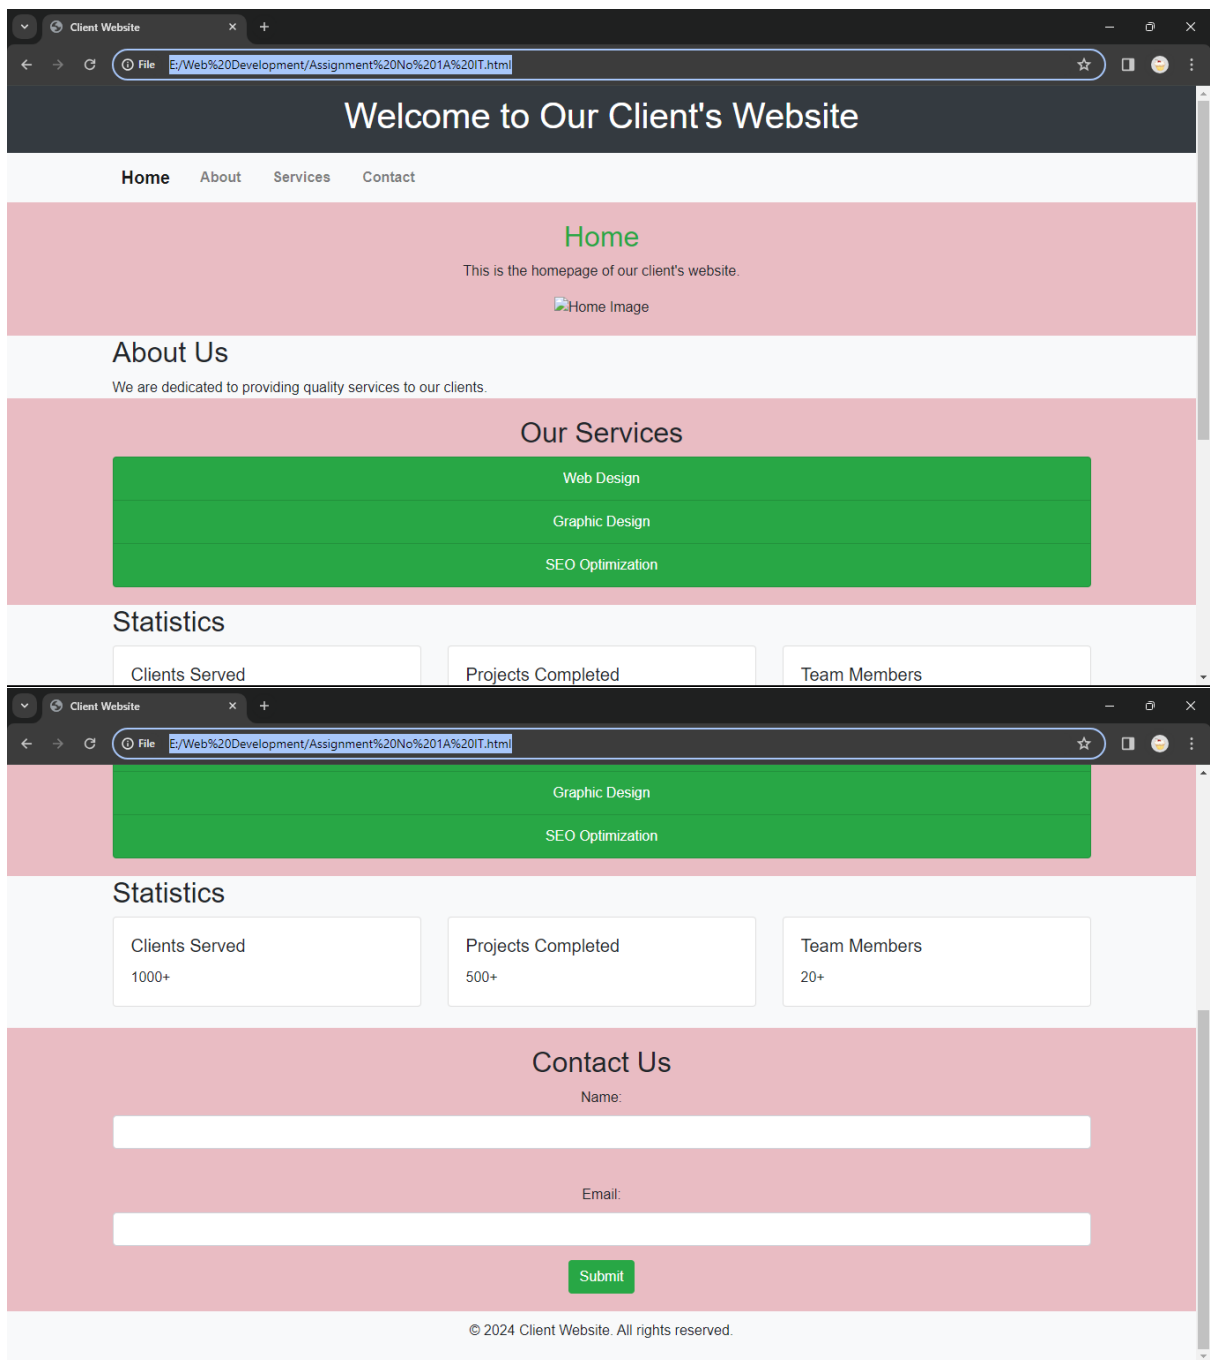 Client Website
File E:/Web%20Development/Assignment%20No%201A%20IT.html
Welcome to Our Client's Website
Home About Services Contact
Home
This is the homepage of our client's website.
Home Image
About Us
We are dedicated to providing quality services to our clients.
Our Services
Web Design
Graphic Design
SEO Optimization
Statistics
Clients Served Projects Completed Team Members
Client Website
File E:/Web%20Development/Assignment%20No%201A%20IT.html
Graphic Design
SEO Optimization
Statistics
Clients Served Projects Completed Team Members
1000+ 500+ 20+
Contact Us
Name:
Email:
Submit
© 2024 Client Website. All rights reserved.